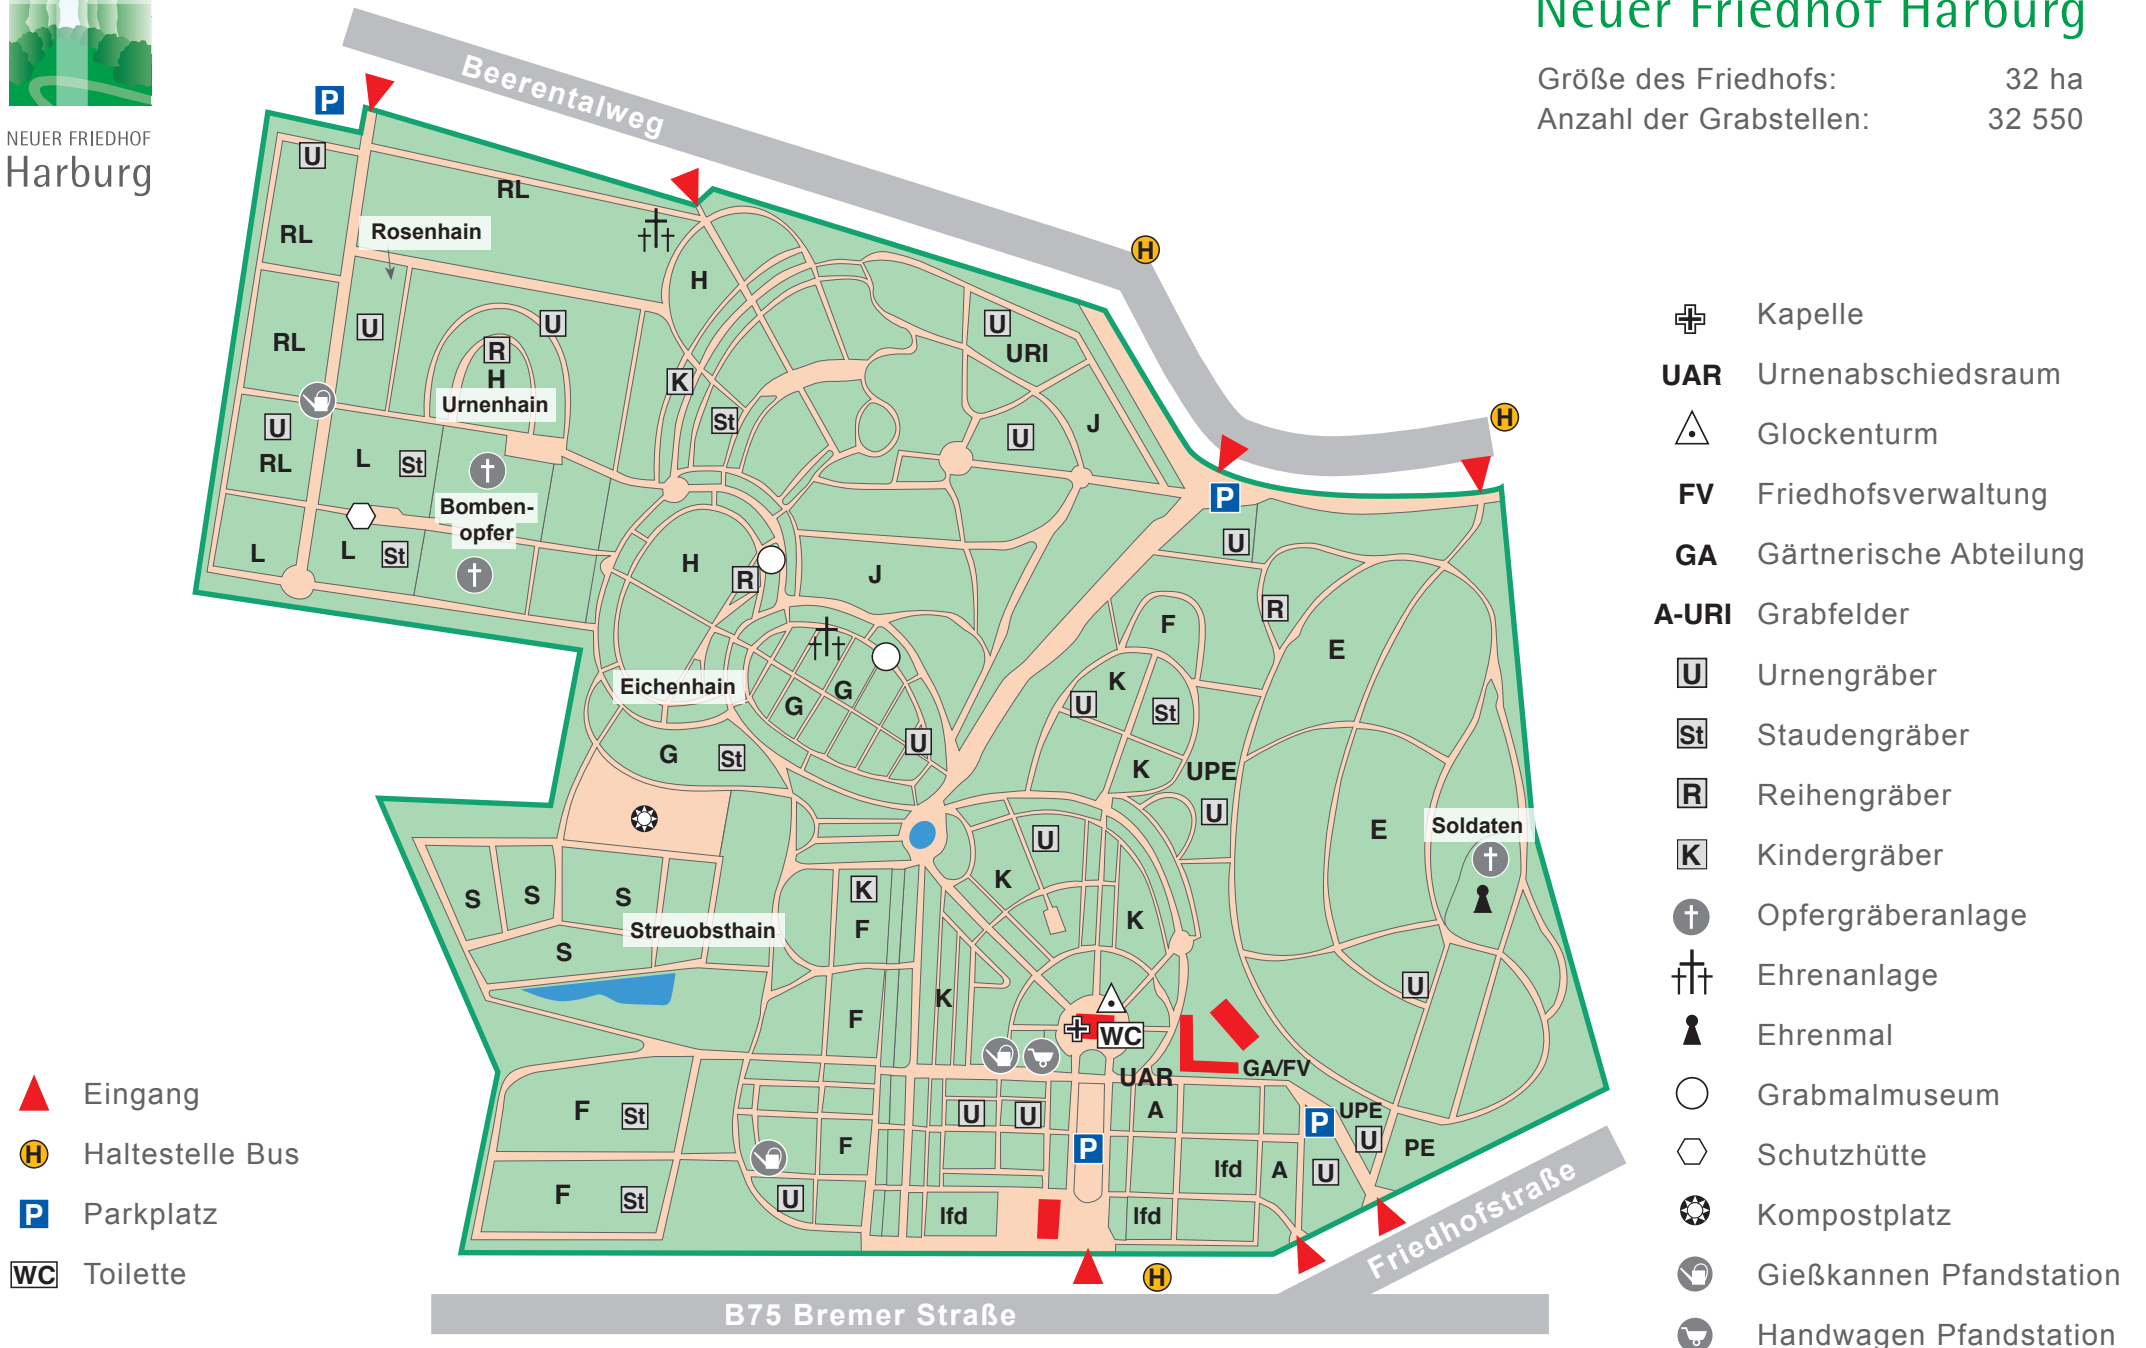 Neuer Friedhof Harburg
Größe des Friedhofs: 32 ha
Anzahl der Grabstellen: 32 550
NEUER FRIEDHOF
Harburg
Beerentalweg
P
H
U
RL
RL
Rosenhain
H
RL
U
U
R
H
Urnenhain
K
St
U
URI
U
J
H
U
RL
L
St
Bomben-
opfer
L
L
St
H
R
J
P
U
R
F
E
Eichenhain
G
G
U
G
St
K
U
St
K
UPE
U
E
Soldaten
U
K
K
K
F
S
S
S
S
Streuobsthain
K
F
U
WC
UAR
GA/FV
F
St
U
U
A
P
UPE
U
PE
F
P
lfd
A
U
F
St
U
lfd
lfd
H
Friedhofstraße
B75 Bremer Straße
Eingang
H Haltestelle Bus
P Parkplatz
WC Toilette
Kapelle
UAR Urnenabschiedsraum
Glockenturm
FV Friedhofsverwaltung
GA Gärtnerische Abteilung
A-URI Grabfelder
U Urnengräber
St Staudengräber
R Reihengräber
K Kindergräber
Opfergräberanlage
Ehrenanlage
Ehrenmal
Grabmalmuseum
Schutzhütte
Kompostplatz
Gießkannen Pfandstation
Handwagen Pfandstation